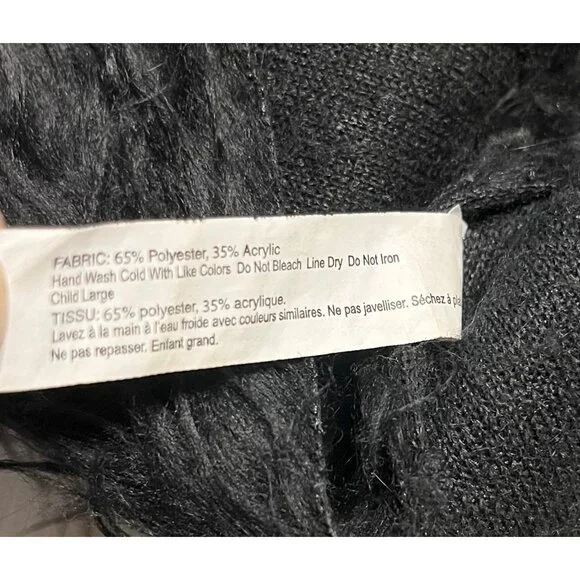 FABRIC: 65% Polyester, 35% Acrylic
Hand Wash Cold With Like Colors Do Not Bleach Line Dry Do Not Iron
Child Large
TISSU: 65% polyester, 35% acrylique.
Lavez à la main à l'eau froide avec couleurs similaires. Ne pas javelliser. Séchez à pla
Ne pas repasser. Enfant grand.